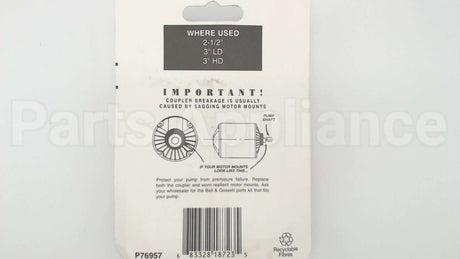 WHERE USED
2-1/2"
3" LD
3" HD
IMPORTANT!
COUPLER BREAKAGE IS USUALLY
CAUSED BY SAGGING MOTOR MOUNTS
PUMP
SHAFT
IF YOUR MOTOR MOUNTS
LOOK LIKE THIS...
Protect your pump from premature failure. Replace
both the coupler and worn resilient motor mounts. Ask
your wholesaler for the Bell & Gossett parts kit that fits
your pump.
P76957
6 83328 18723 5
Recyclable
Fibres
PartsAppliance